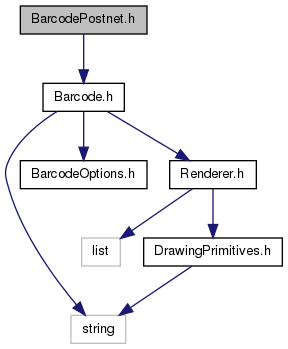 BarcodePostnet.h
Barcode.h
BarcodeOptions.h
Renderer.h
list
DrawingPrimitives.h
string